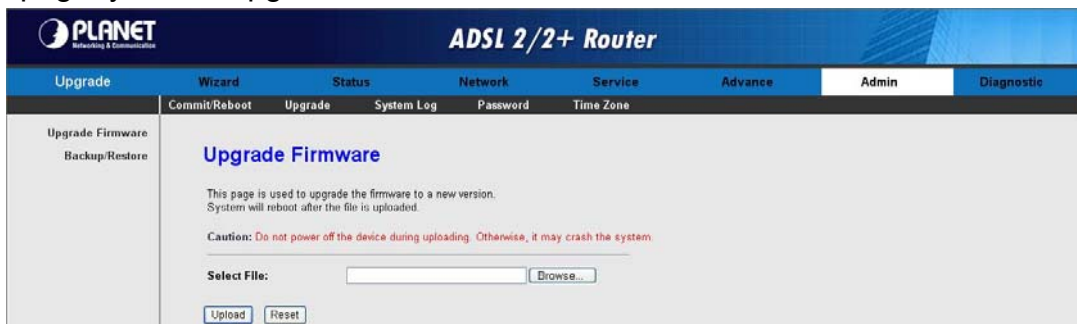 PLANET
Networking & Communication
ADSL 2/2+ Router
Upgrade Wizard Status Network Service Advance Admin Diagnostic
Commit/Reboot Upgrade System Log Password Time Zone
Upgrade Firmware
Backup/Restore
Upgrade Firmware
This page is used to upgrade the firmware to a new version.
System will reboot after the file is uploaded.
Caution: Do not power off the device during uploading. Otherwise, it may crash the system.
Select File: Browse...
Upload Reset